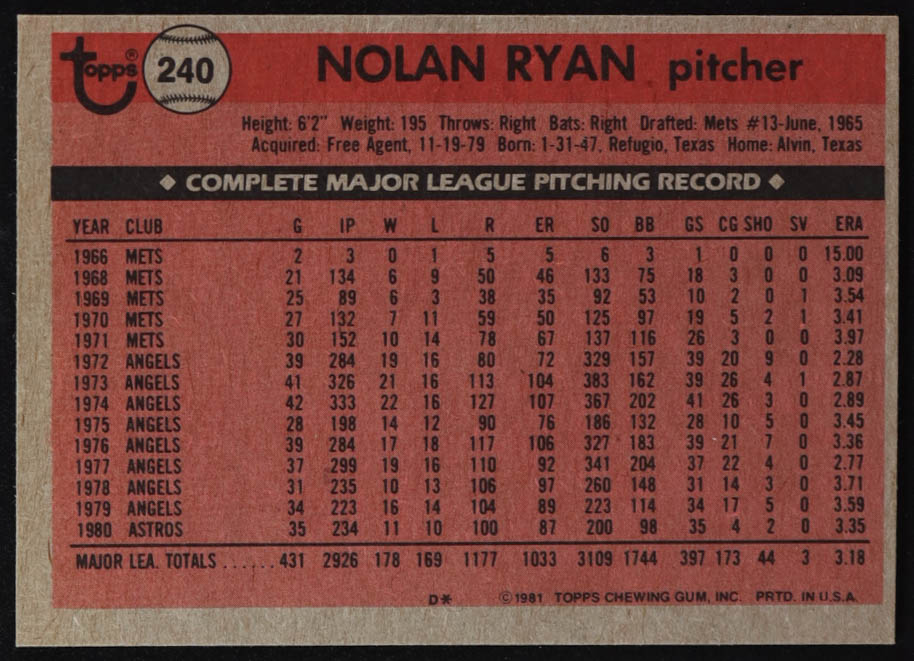 topps® 240 NOLAN RYAN pitcher
Height: 6'2" Weight: 195 Throws: Right Bats: Right Drafted: Mets #13-June, 1965
Acquired: Free Agent, 11-19-79 Born: 1-31-47, Refugio, Texas Home: Alvin, Texas
◆ COMPLETE MAJOR LEAGUE PITCHING RECORD ◆
YEAR CLUB G IP W L R ER SO BB GS CG SHO SV ERA
1966 METS 2 3 0 1 5 5 6 3 1 0 0 0 15.00
1968 METS 21 134 6 9 50 46 133 75 18 3 0 0 3.09
1969 METS 25 89 6 3 38 35 92 53 10 2 0 1 3.54
1970 METS 27 132 7 11 59 50 125 97 19 5 2 1 3.41
1971 METS 30 152 10 14 78 67 137 116 26 3 0 0 3.97
1972 ANGELS 39 284 19 16 80 72 329 157 39 20 9 0 2.28
1973 ANGELS 41 326 21 16 113 104 383 162 39 26 4 1 2.87
1974 ANGELS 42 333 22 16 127 107 367 202 41 26 3 0 2.89
1975 ANGELS 28 198 14 12 90 76 186 132 28 10 5 0 3.45
1976 ANGELS 39 284 17 18 117 106 327 183 39 21 7 0 3.36
1977 ANGELS 37 299 19 16 110 92 341 204 37 22 4 0 2.77
1978 ANGELS 31 235 10 13 106 97 260 148 31 14 3 0 3.71
1979 ANGELS 34 223 16 14 104 89 223 114 34 17 5 0 3.59
1980 ASTROS 35 234 11 10 100 87 200 98 35 4 2 0 3.35
MAJOR LEA. TOTALS ...... 431 2926 178 169 1177 1033 3109 1744 397 173 44 3 3.18
D* ©1981 TOPPS CHEWING GUM, INC. PRTD. IN U.S.A.